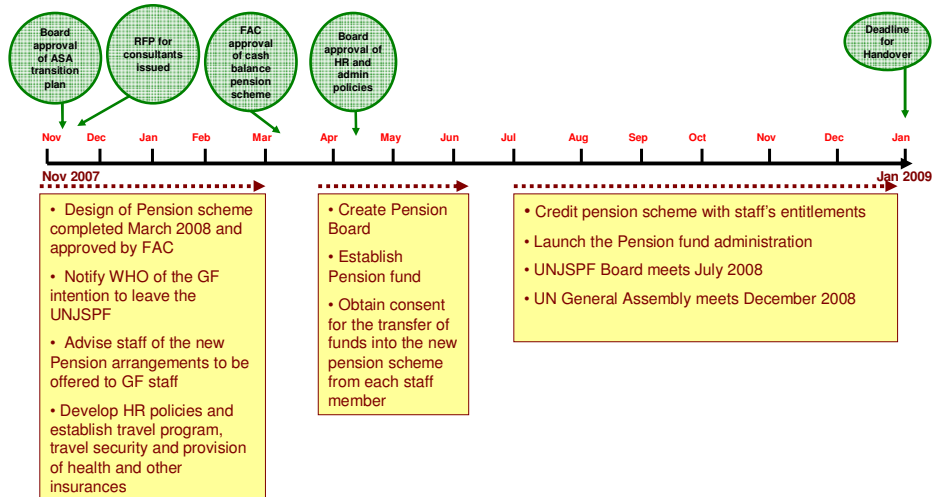 Board
approval
of ASA
transition
plan
RFP for
consultants
issued
FAC
approval
of cash
balance
pension
scheme
Board
approval of
HR and
admin
policies
Deadline
for
Handover
Nov Dec Jan Feb Mar Apr May Jun Jul Aug Sep Oct Nov Dec Jan
Nov 2007
Jan 2009
• Design of Pension scheme
completed March 2008 and
approved by FAC
• Notify WHO of the GF
intention to leave the
UNJSPF
• Advise staff of the new
Pension arrangements to be
offered to GF staff
• Develop HR policies and
establish travel program,
travel security and provision
of health and other
insurances
• Create Pension
Board
• Establish
Pension fund
• Obtain consent
for the transfer of
funds into the new
pension scheme
from each staff
member
• Credit pension scheme with staff's entitlements
• Launch the Pension fund administration
• UNJSPF Board meets July 2008
• UN General Assembly meets December 2008